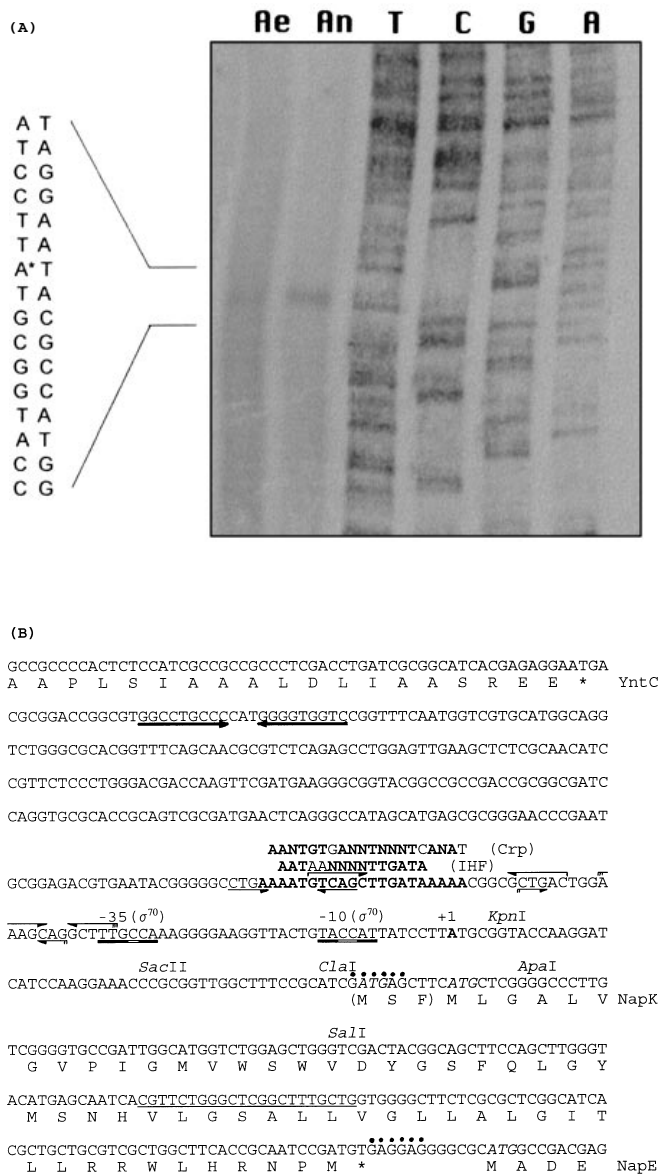 (A)
Ae An T C G A
A T
T A
C G
C G
T A
T A
A* T
T A
G C
C G
G C
G C
T A
A T
C G
C G
(B)
GCCGCCCCACTCTCCATCGCCGCCGCCCTCGACCTGATCGCGGCATCACGAGAGGAATGA
A A P L S I A A A L D L I A A S R E E * YntC
CGCGGACCGGCGTGGCCTGCCCCATGGGGTGGTCCGGTTTCAATGGTCGTGCATGGCAGG
TCTGGGCGCACGGTTTCAGCAACGCGTCTCAGAGCCTGGAGTTGAAGCTCTCGCAACATC
CGTTCTCCCTGGGACGACCAAGTTCGATGAAGGGCGGTACGGCCGCCGACCGCGGCGATC
CAGGTGCGCACCGCAGTCGCGATGAACTCAGGGCCATAGCATGAGCGCGGGAACCCGAAT
AANTGTGANNTNNNTCANAT (Crp)
AATAANNNNTTGATA (IHF)
GCGGAGACGTGAATACGGGGGCCTGAAAATGTCAGCTTGATAAAAACGGCGCTGACTGGA
-35(σ70) -10(σ70) +1 KpnI
AAGCAGGCTTTGCCAAAGGGGAAGGTTACTGTACCATTATCCTTATGCGGTACCAAGGAT
SacII ClaI ApaI
CATCCAAGGAAACCCGCGGTTGGCTTTCCGCATCGATGAGCTTCATGCTCGGGGCCCTTG
(M S F) M L G A L V NapK
SalI
TCGGGGTGCCGATTGGCATGGTCTGGAGCTGGGTCGACTACGGCAGCTTCCAGCTTGGGT
G V P I G M V W S W V D Y G S F Q L G Y
ACATGAGCAATCACGTTCTGGGCTCGGCTTTGCTGGTGGGGCTTCTCGCGCTCGGCATCA
M S N H V L G S A L L V G L L A L G I T
CGCTGCTGCGTCGCTGGCTTCACCGCAATCCGATGTGAGGAGGGGCGCATGGCCGACGAG
L L R R W L H R N P M * M A D E NapE